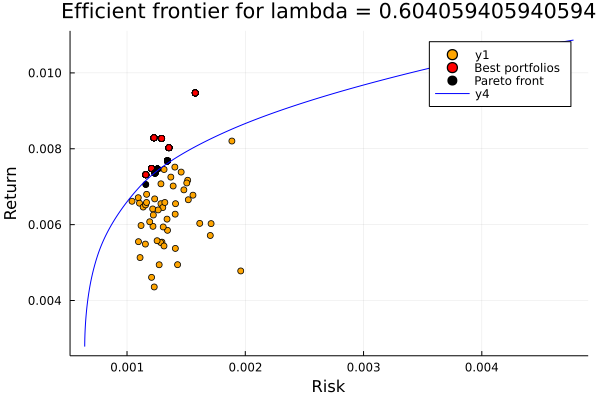 Efficient frontier for lambda = 0.604059405940594
y1
Best portfolios
Pareto front
y4
0.010
0.008
0.006
0.004
Return
0.001
0.002
0.003
0.004
Risk